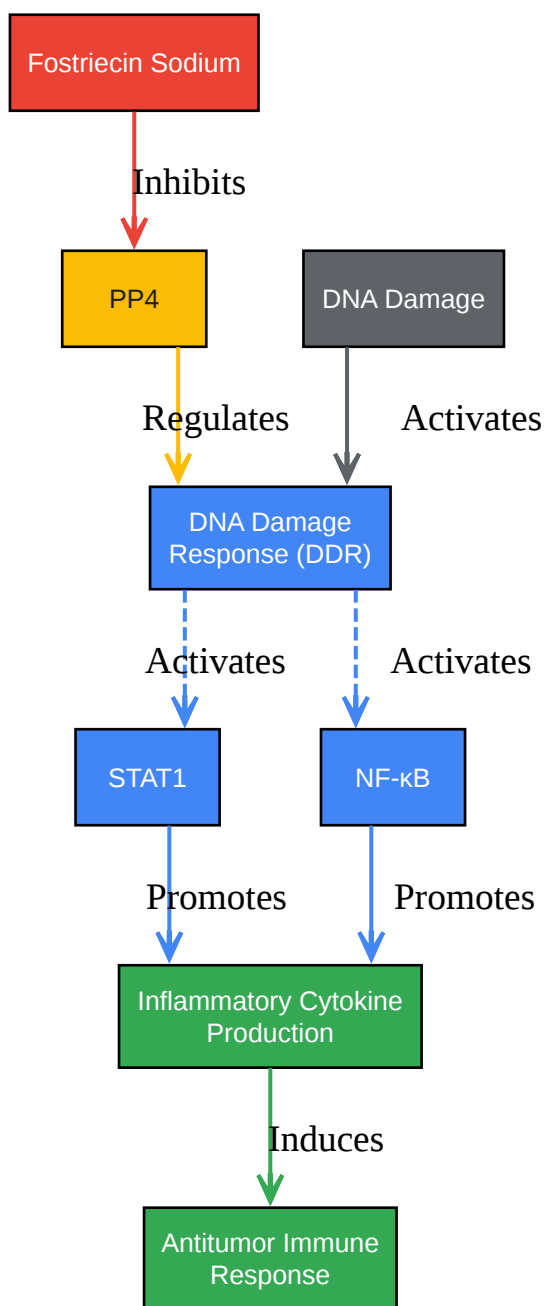 Fostriecin Sodium
Inhibits
PP4
DNA Damage
Regulates
Activates
DNA Damage
Response (DDR)
Activates
Activates
STAT1
NF-κB
Promotes
Promotes
Inflammatory Cytokine
Production
Induces
Antitumor Immune
Response